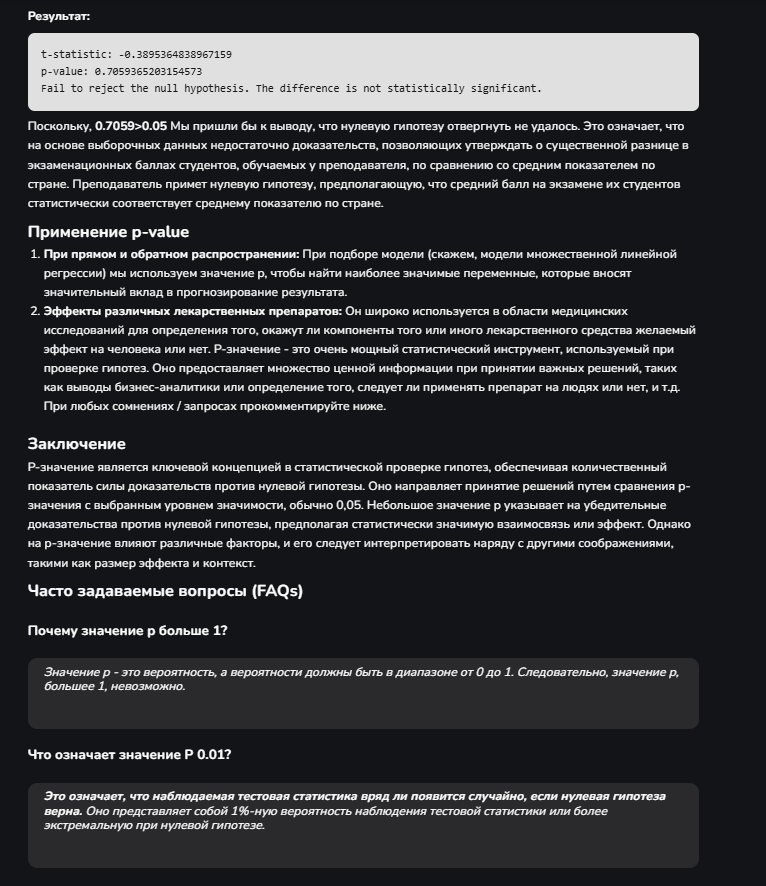 Результат:
t-statistic: -0.3895364838967159
p-value: 0.7059365203154573
Fail to reject the null hypothesis. The difference is not statistically significant.
Поскольку, 0.7059>0.05 Мы пришли бы к выводу, что нулевую гипотезу отвергнуть не удалось. Это означает, что
на основе выборочных данных недостаточно доказательств, позволяющих утверждать о существенной разнице в
экзаменационных баллах студентов, обучаемых у преподавателя, по сравнению со средним показателем по
стране. Преподаватель примет нулевую гипотезу, предполагающую, что средний балл на экзамене их студентов
статистически соответствует среднему показателю по стране.
Применение p-value
1. При прямом и обратном распространении: При подборе модели (скажем, модели множественной линейной
регрессии) мы используем значение p, чтобы найти наиболее значимые переменные, которые вносят
значительный вклад в прогнозирование результата.
2. Эффекты различных лекарственных препаратов: Он широко используется в области медицинских
исследований для определения того, окажут ли компоненты того или иного лекарственного средства желаемый
эффект на человека или нет. P-значение - это очень мощный статистический инструмент, используемый при
проверке гипотез. Оно предоставляет множество ценной информации при принятии важных решений, таких
как выводы бизнес-аналитики или определение того, следует ли применять препарат на людях или нет, и т.д.
При любых сомнениях / запросах прокомментируйте ниже.
Заключение
P-значение является ключевой концепцией в статистической проверке гипотез, обеспечивая количественный
показатель силы доказательств против нулевой гипотезы. Оно направляет принятие решений путем сравнения p-
значения с выбранным уровнем значимости, обычно 0,05. Небольшое значение p указывает на убедительные
доказательства против нулевой гипотезы, предполагая статистически значимую взаимосвязь или эффект. Однако
на p-значение влияют различные факторы, и его следует интерпретировать наряду с другими соображениями,
такими как размер эффекта и контекст.
Часто задаваемые вопросы (FAQs)
Почему значение p больше 1?
Значение p - это вероятность, а вероятности должны быть в диапазоне от 0 до 1. Следовательно, значение p,
большее 1, невозможно.
Что означает значение P 0.01?
Это означает, что наблюдаемая тестовая статистика вряд ли появится случайно, если нулевая гипотеза
верна. Оно представляет собой 1%-ную вероятность наблюдения тестовой статистики или более
экстремальную при нулевой гипотезе.